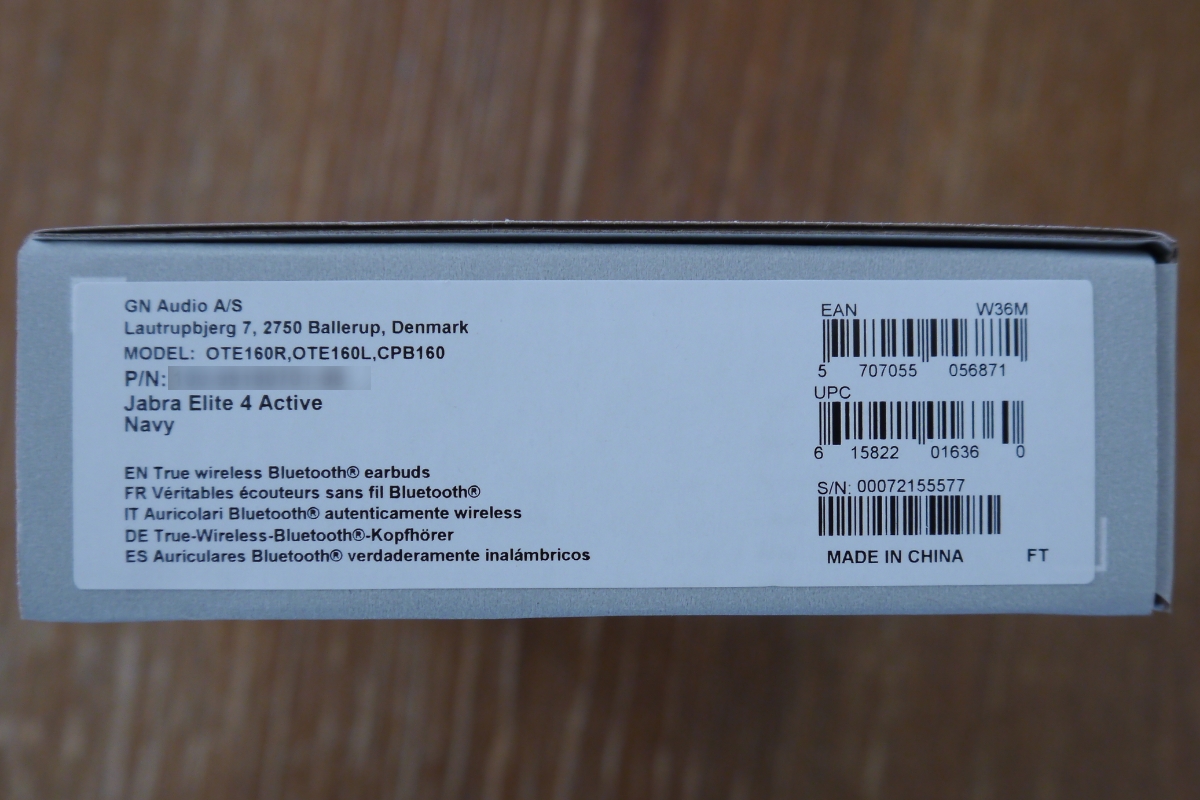 GN Audio A/S
Lautrupbjerg 7, 2750 Ballerup, Denmark
MODEL: OTE160R,OTE160L,CPB160
P/N:
Jabra Elite 4 Active
Navy
EN True wireless Bluetooth® earbuds
FR Véritables écouteurs sans fil Bluetooth®
IT Auricolari Bluetooth® autenticamente wireless
DE True-Wireless-Bluetooth®-Kopfhörer
ES Auriculares Bluetooth® verdaderamente inalámbricos
EAN W36M
5 707055 056871
UPC
6 15822 01636 0
S/N: 00072155577
MADE IN CHINA FT